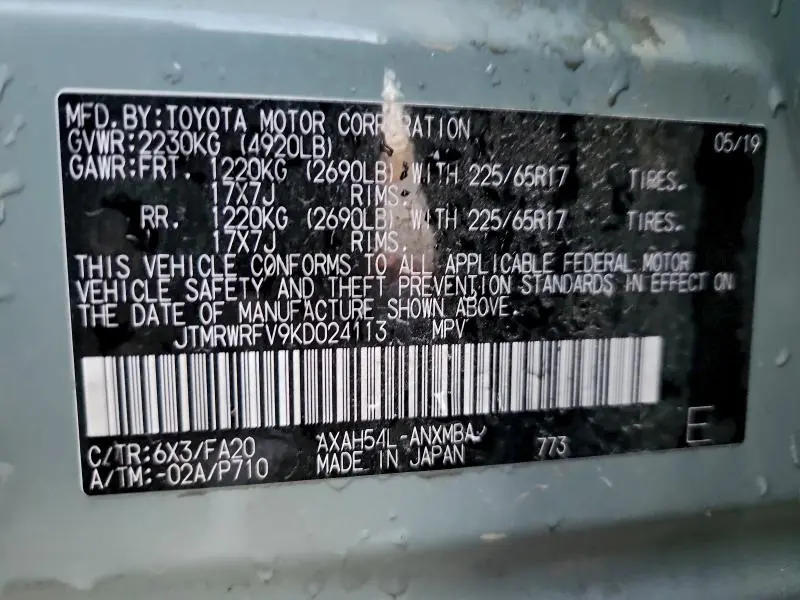 MFD. BY: TOYOTA MOTOR CORPORATION 05/19
GVWR: 2230KG (4920LB)
GAWR: FRT. 1220KG (2690LB) WITH 225/65R17 TIRES.
17X7J RIMS.
RR. 1220KG (2690LB) WITH 225/65R17 TIRES.
17X7J RIMS.
THIS VEHICLE CONFORMS TO ALL APPLICABLE FEDERAL MOTOR
VEHICLE SAFETY AND THEFT PREVENTION STANDARDS IN EFFECT ON
THE DATE OF MANUFACTURE SHOWN ABOVE.
JTMRWRFV9KD024113 MPV
C/TR: 6X3/FA20 AXAH54L-ANXMBA 773 E
A/TM: -02A/P710 MADE IN JAPAN